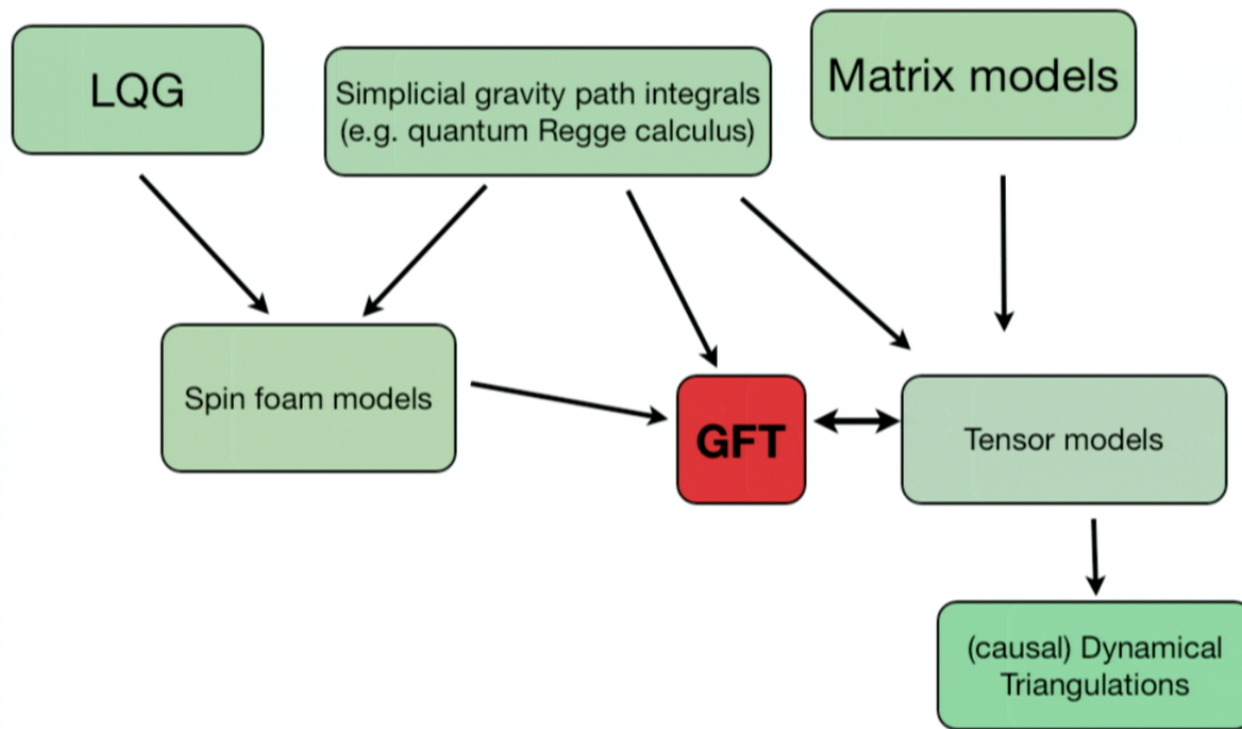 LQG
Simplicial gravity path integrals
(e.g. quantum Regge calculus)
Matrix models
Spin foam models
GFT
Tensor models
(causal) Dynamical
Triangulations